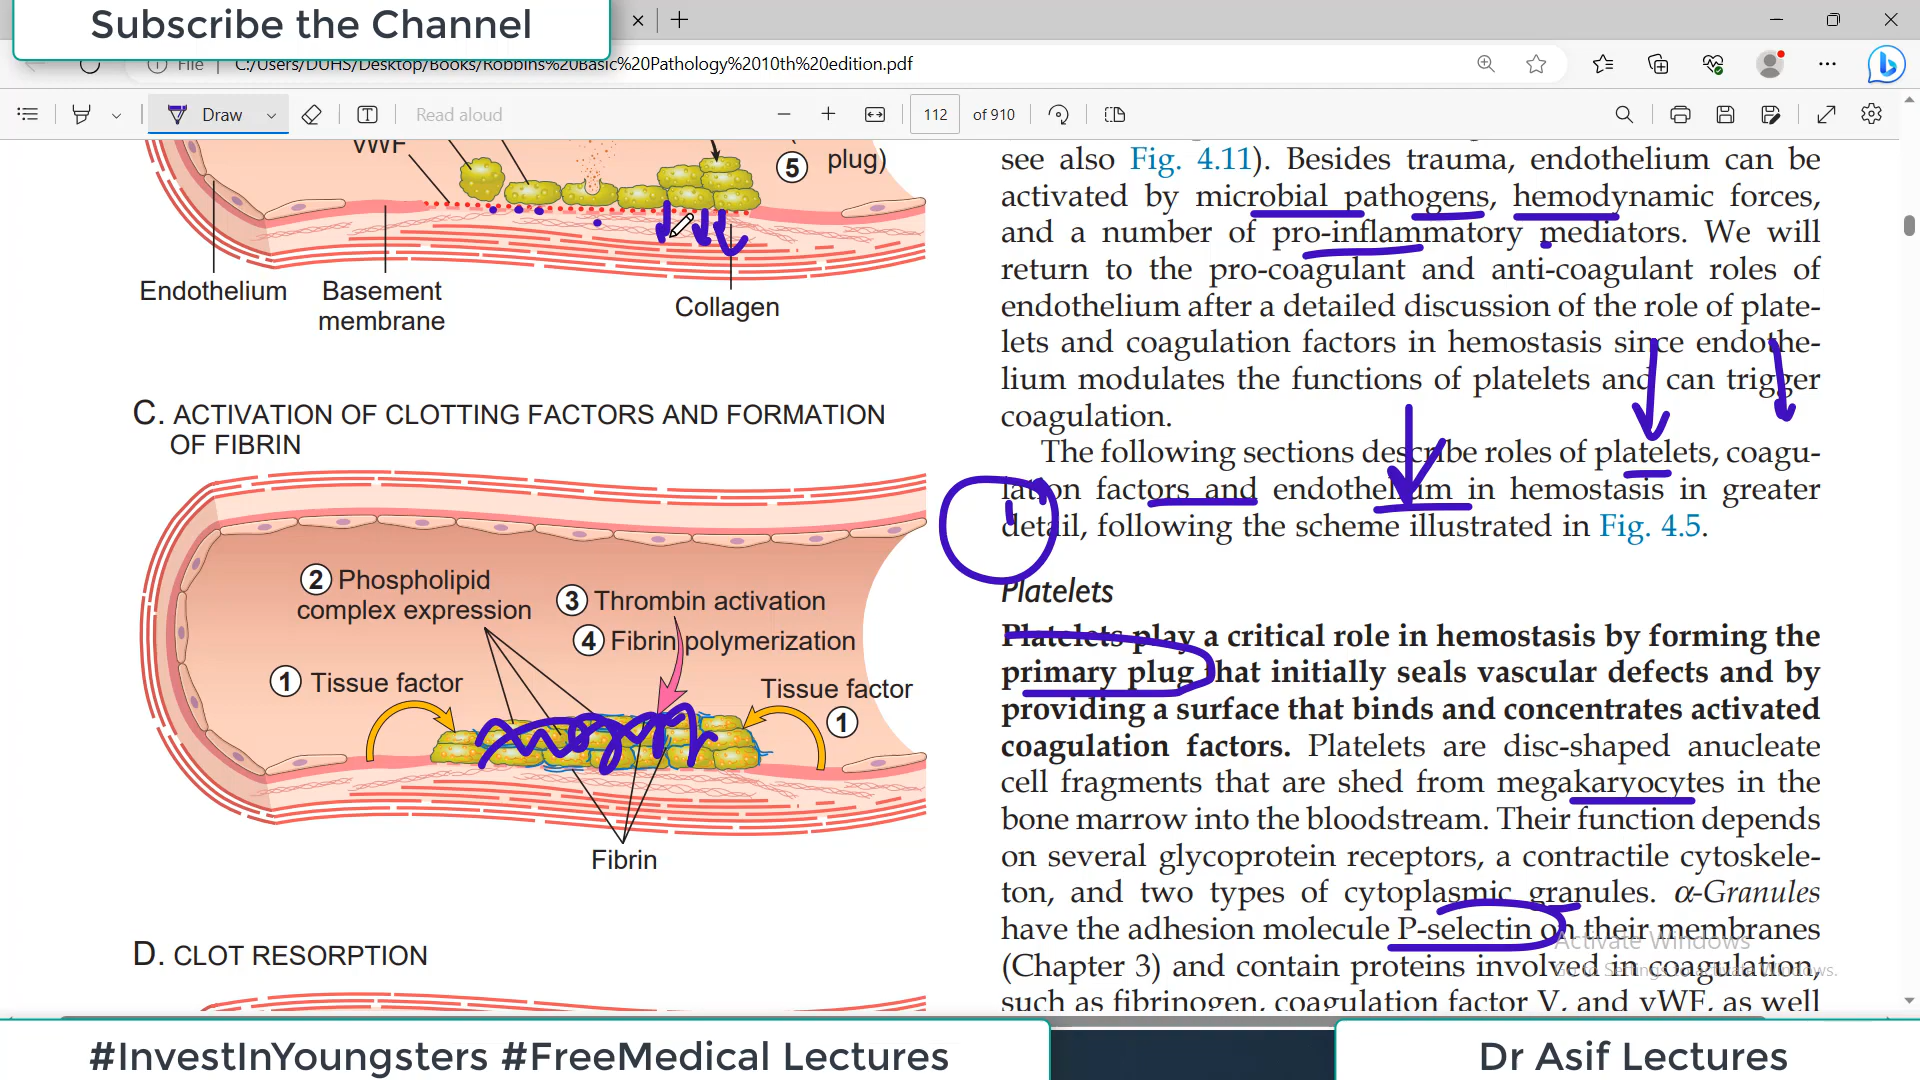 Subscribe the Channel
File
C:/Users/DUHS/Desktop/Books/Robbins%20Basic%20Pathology%2010th%20edition.pdf
Draw
Read aloud
112 of 910
VWF
5
plug)
Endothelium
Basement
membrane
Collagen
C. ACTIVATION OF CLOTTING FACTORS AND FORMATION
OF FIBRIN
2 Phospholipid
complex expression
3 Thrombin activation
4 Fibrin polymerization
1 Tissue factor
Tissue factor
1
Fibrin
D. CLOT RESORPTION
see also Fig. 4.11). Besides trauma, endothelium can be
activated by microbial pathogens, hemodynamic forces,
and a number of pro-inflammatory mediators. We will
return to the pro-coagulant and anti-coagulant roles of
endothelium after a detailed discussion of the role of plate-
lets and coagulation factors in hemostasis since endothe-
lium modulates the functions of platelets and can trigger
coagulation.
The following sections describe roles of platelets, coagu-
lation factors and endothelium in hemostasis in greater
detail, following the scheme illustrated in Fig. 4.5.
Platelets
Platelets play a critical role in hemostasis by forming the
primary plug that initially seals vascular defects and by
providing a surface that binds and concentrates activated
coagulation factors. Platelets are disc-shaped anucleate
cell fragments that are shed from megakaryocytes in the
bone marrow into the bloodstream. Their function depends
on several glycoprotein receptors, a contractile cytoskele-
ton, and two types of cytoplasmic granules. α-Granules
have the adhesion molecule P-selectin on their membranes
(Chapter 3) and contain proteins involved in coagulation,
such as fibrinogen, coagulation factor V, and vWF, as well
Activate Windows
Go to Settings to activate Windows.
#InvestInYoungsters #FreeMedical Lectures
Dr Asif Lectures